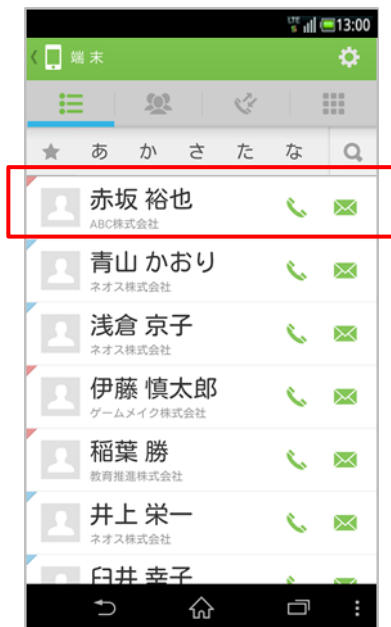 LTE 13:00
端末
★ あ か さ た な
赤坂 裕也
ABC株式会社
青山 かおり
ネオス株式会社
浅倉 京子
ネオス株式会社
伊藤 慎太郎
ゲームメイク株式会社
稲葉 勝
教育推進株式会社
井上 栄一
ネオス株式会社
臼井 幸子